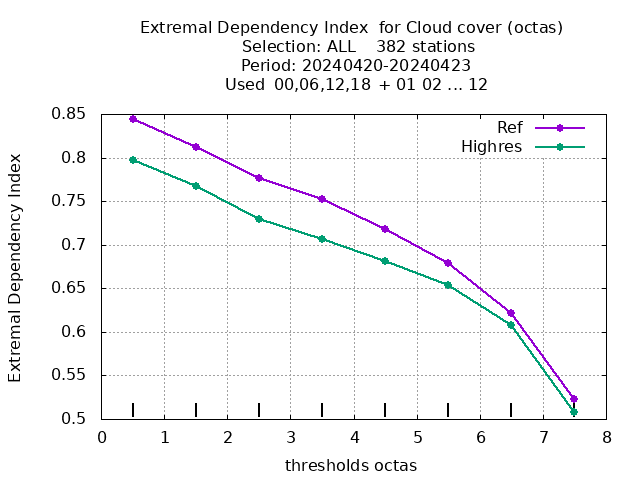 Extremal Dependency Index  for Cloud cover (octas)
Selection: ALL    382 stations
Period: 20240420-20240423
Used  00,06,12,18 + 01 02 ... 12
Ref
Highres
Extremal Dependency Index
0.85
0.8
0.75
0.7
0.65
0.6
0.55
0.5
0 1 2 3 4 5 6 7 8
thresholds octas